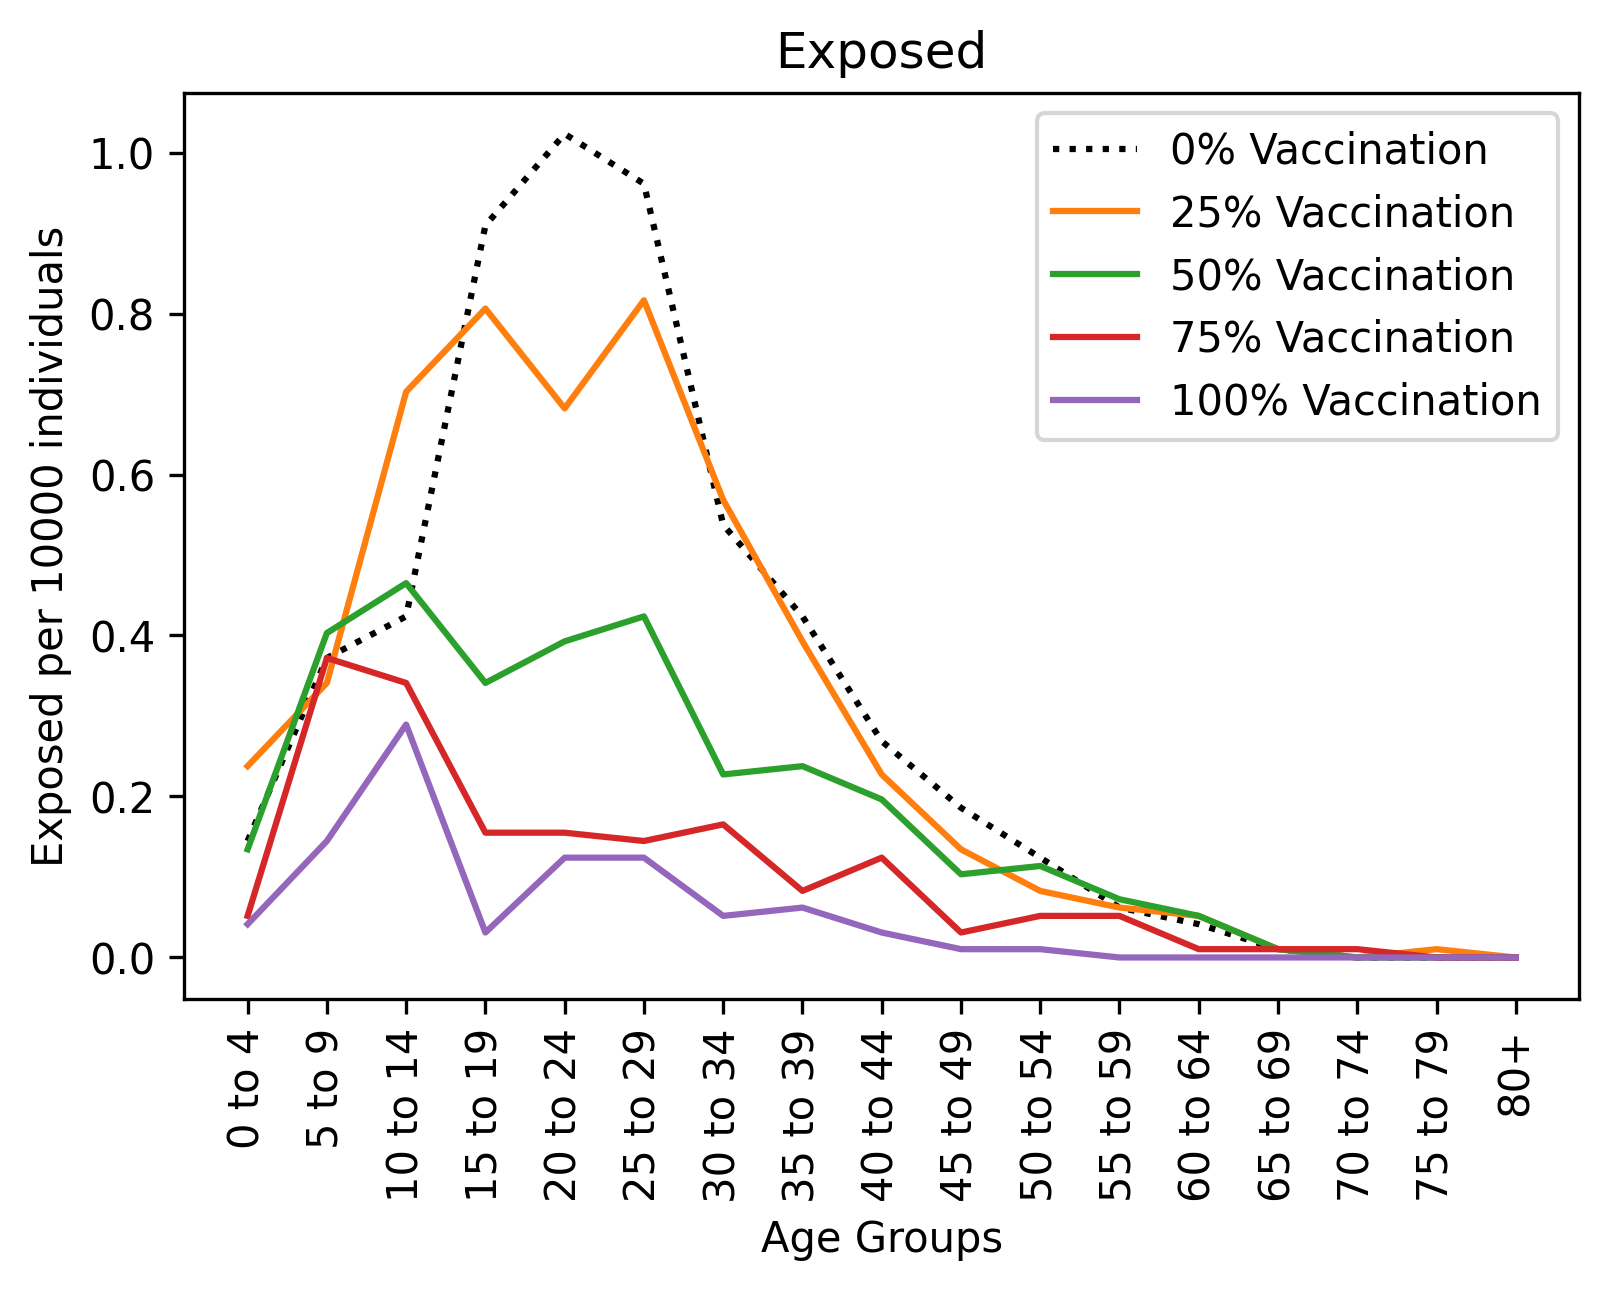 Exposed
Exposed per 10000 individuals
1.0
0.8
0.6
0.4
0.2
0.0
0% Vaccination
25% Vaccination
50% Vaccination
75% Vaccination
100% Vaccination
0 to 4
5 to 9
10 to 14
15 to 19
20 to 24
25 to 29
30 to 34
35 to 39
40 to 44
45 to 49
50 to 54
55 to 59
60 to 64
65 to 69
70 to 74
75 to 79
80+
Age Groups